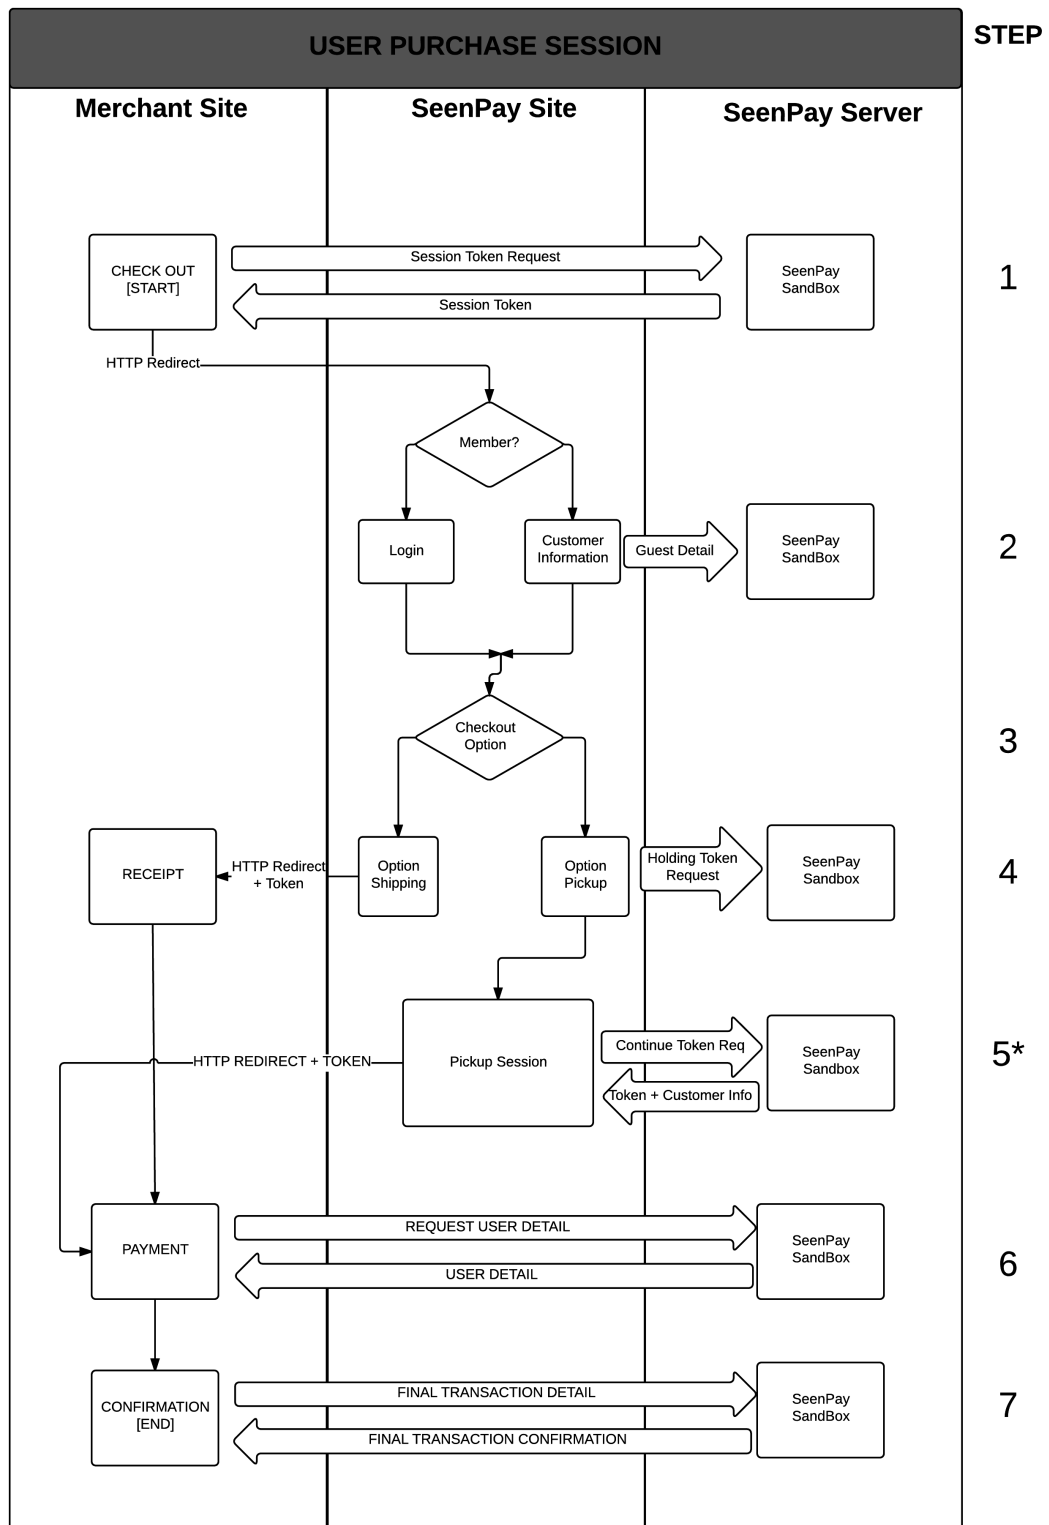 USER PURCHASE SESSION
STEP
Merchant Site
SeenPay Site
SeenPay Server
CHECK OUT
[START]
Session Token Request
Session Token
SeenPay
SandBox
1
HTTP Redirect
Member?
Login
Customer
Information
Guest Detail
SeenPay
SandBox
2
Checkout
Option
3
RECEIPT
HTTP Redirect
+ Token
Option
Shipping
Option
Pickup
Holding Token
Request
SeenPay
Sandbox
4
HTTP REDIRECT + TOKEN
Pickup Session
Continue Token Req
Token + Customer Info
SeenPay
Sandbox
5*
PAYMENT
REQUEST USER DETAIL
USER DETAIL
SeenPay
SandBox
6
CONFIRMATION
[END]
FINAL TRANSACTION DETAIL
FINAL TRANSACTION CONFIRMATION
SeenPay
SandBox
7